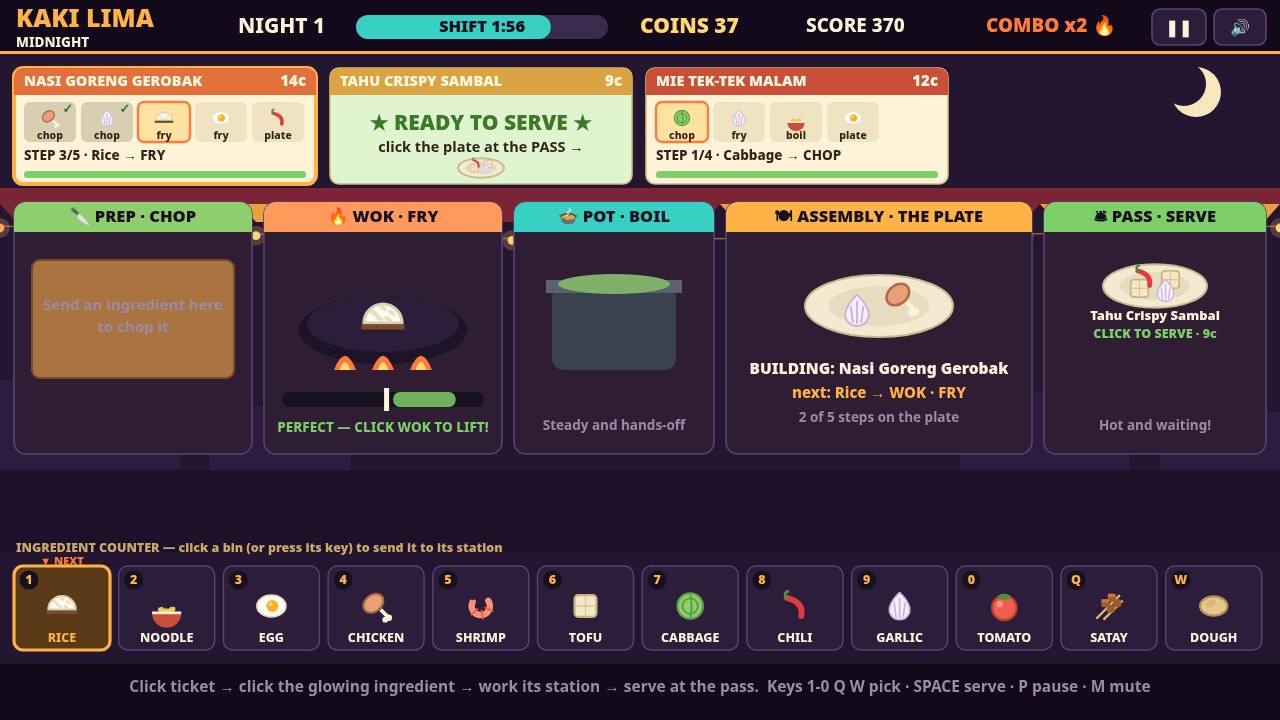 KAKI LIMA
MIDNIGHT
NIGHT 1
SHIFT 1:56
COINS 37
SCORE 370
COMBO x2 🔥
❚❚
🔊
NASI GORENG GEROBAK 14c
✓ ✓
chop chop fry fry plate
STEP 3/5 · Rice → FRY
TAHU CRISPY SAMBAL 9c
★ READY TO SERVE ★
click the plate at the PASS →
MIE TEK-TEK MALAM 12c
chop fry boil plate
STEP 1/4 · Cabbage → CHOP
🔪 PREP · CHOP
Send an ingredient here
to chop it
🔥 WOK · FRY
PERFECT — CLICK WOK TO LIFT!
🍲 POT · BOIL
Steady and hands-off
🍽 ASSEMBLY · THE PLATE
BUILDING: Nasi Goreng Gerobak
next: Rice → WOK · FRY
2 of 5 steps on the plate
🛎 PASS · SERVE
Tahu Crispy Sambal
CLICK TO SERVE · 9c
Hot and waiting!
INGREDIENT COUNTER — click a bin (or press its key) to send it to its station
▼ NEXT
1 RICE
2 NOODLE
3 EGG
4 CHICKEN
5 SHRIMP
6 TOFU
7 CABBAGE
8 CHILI
9 GARLIC
0 TOMATO
Q SATAY
W DOUGH
Click ticket → click the glowing ingredient → work its station → serve at the pass. Keys 1-0 Q W pick · SPACE serve · P pause · M mute